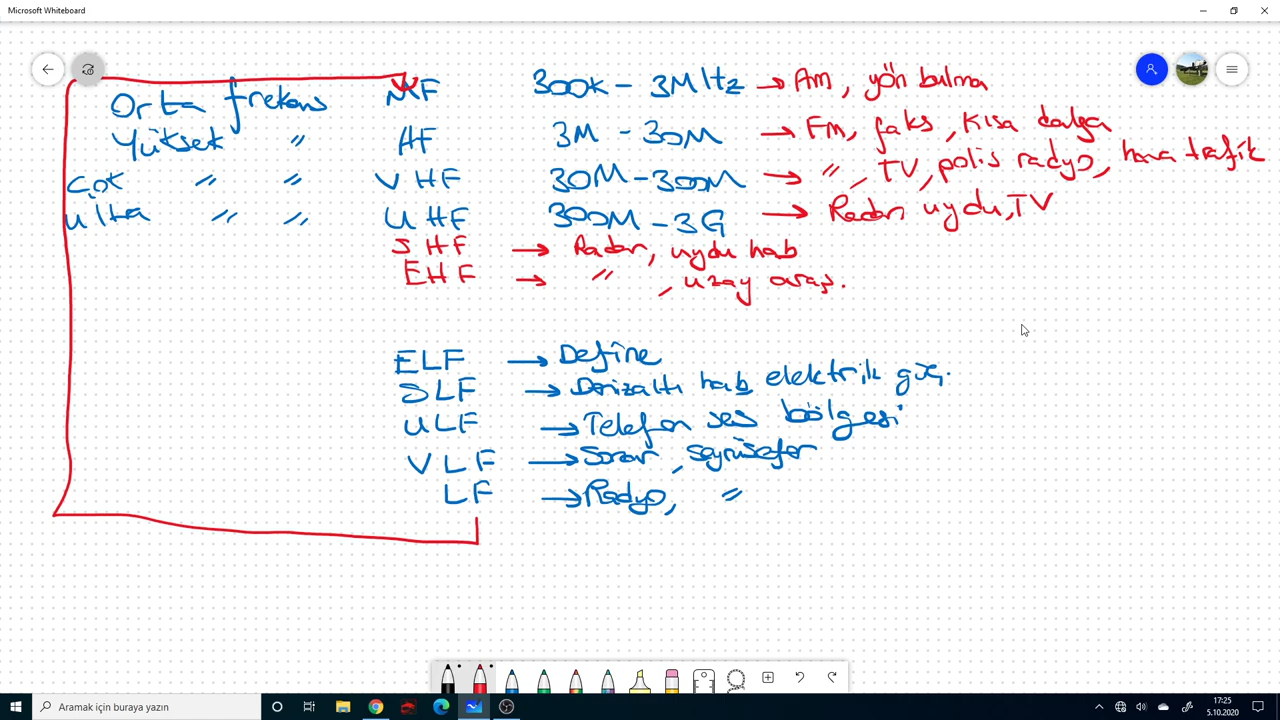 Microsoft Whiteboard
Orta frekans MF 300K - 3MHz → Am, yön bulma
Yüksek " HF 3M - 30M → FM, faks, Kısa dalga
Çok " " VHF 30M - 300M → ", TV, polis radyo, hava trafik
ultra " " UHF 300M - 3G → Radar uydu, TV
SHF → Radar, uydu hab
EHF → ", uzay araş.
ELF → Define
SLF → Denizaltı hab elektrik güç.
ULF → Telefon ses bölgesi
VLF → Sonar, seyrüsefer
LF → Radyo, "
Aramak için buraya yazın
17:25
5.10.2020